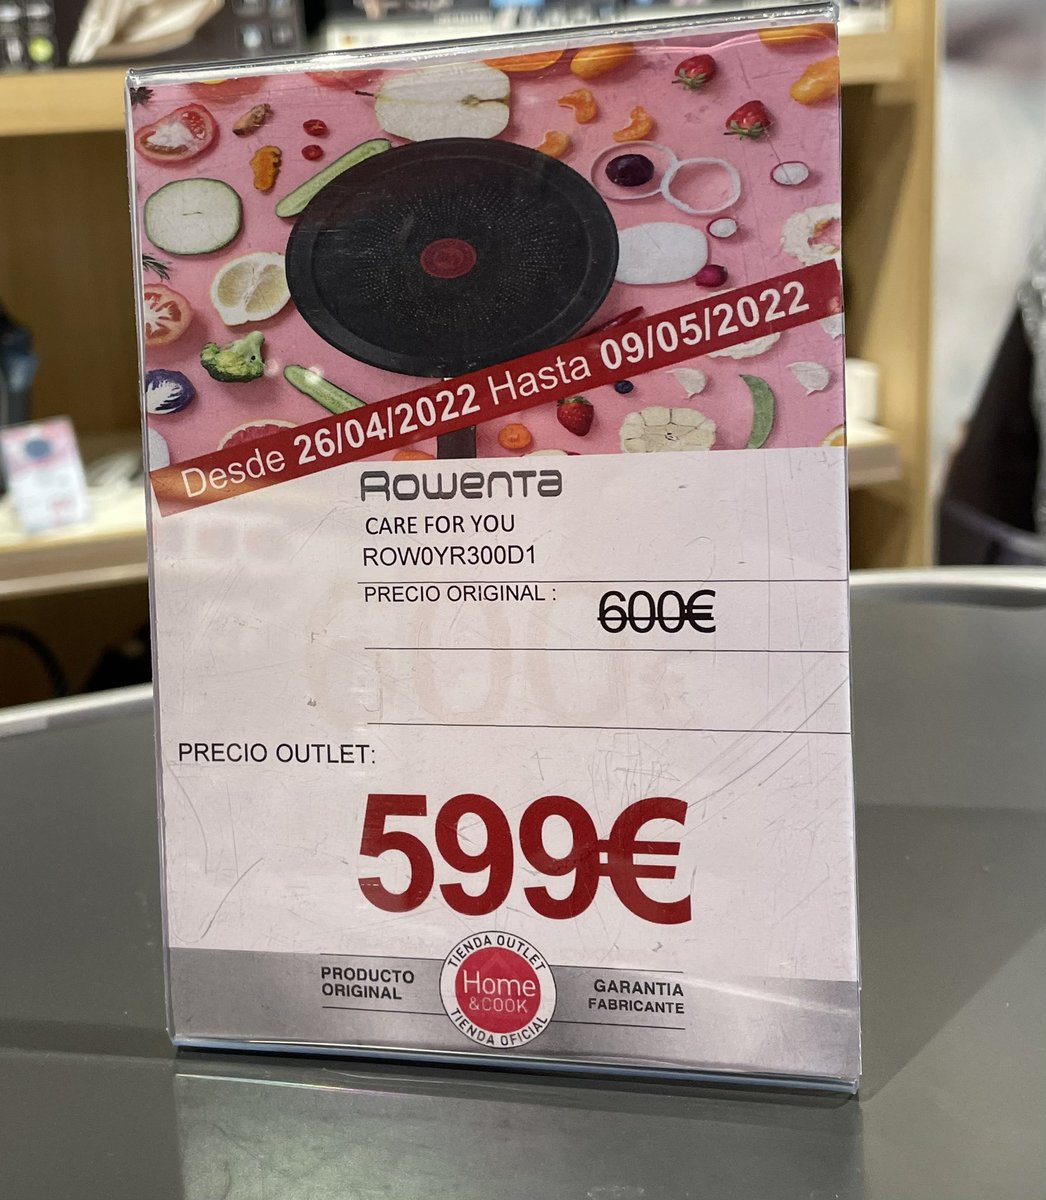 Desde 26/04/2022 Hasta 09/05/2022
Rowenta
CARE FOR YOU
ROW0YR300D1
PRECIO ORIGINAL :
600€
PRECIO OUTLET:
599€
PRODUCTO
ORIGINAL
TIENDA OUTLET
Home
&COOK
TIENDA OFICIAL
GARANTIA
FABRICANTE